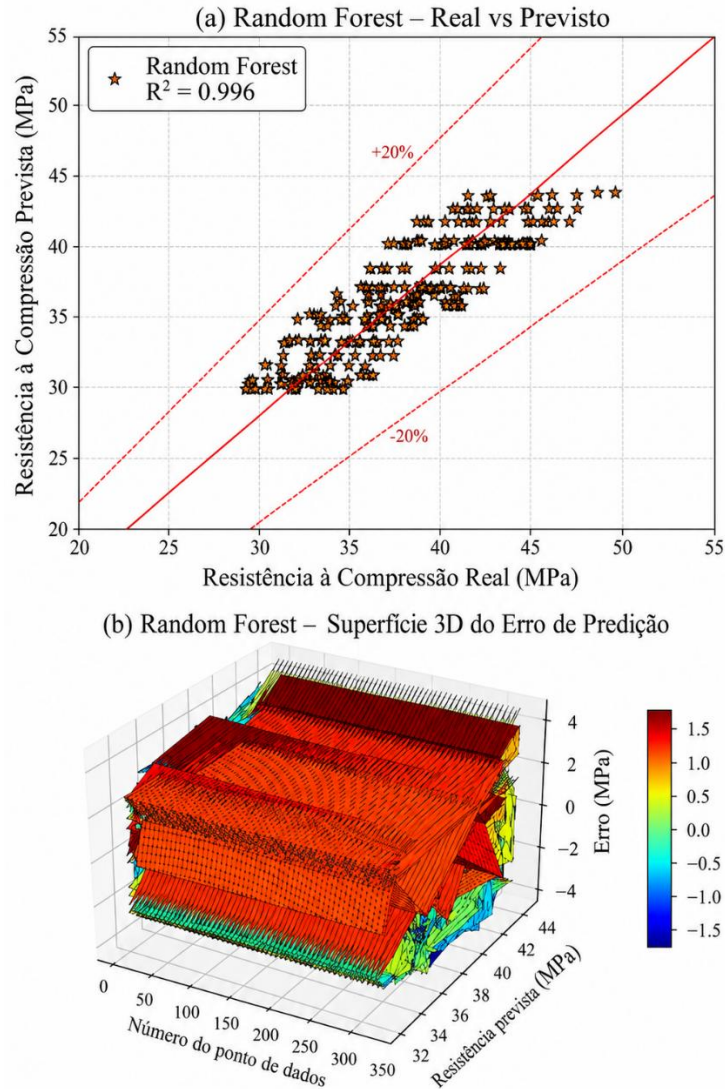 (a) Random Forest – Real vs Previsto
Random Forest
R² = 0.996
+20%
-20%
55
50
45
40
35
30
25
20
Resistência à Compressão Prevista (MPa)
20 25 30 35 40 45 50 55
Resistência à Compressão Real (MPa)
(b) Random Forest – Superfície 3D do Erro de Predição
4
2
0
−2
−4
Erro (MPa)
1.5
1.0
0.5
0.0
−0.5
−1.0
−1.5
0 50 100 150 200 250 300 350
Número do ponto de dados
32 34 36 38 40 42 44
Resistência prevista (MPa)